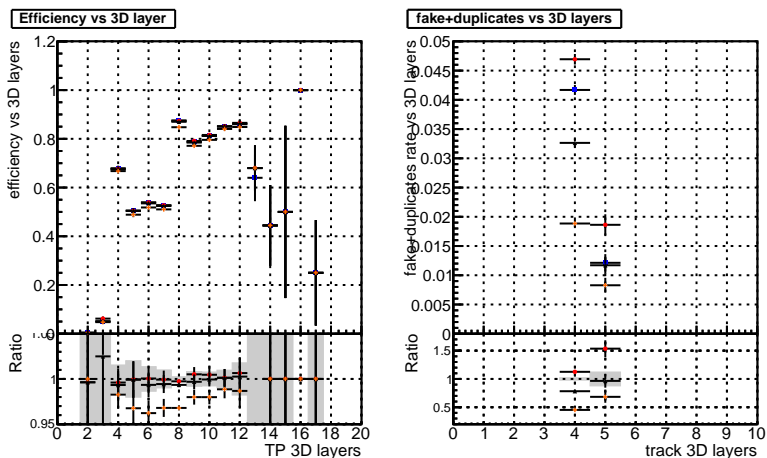 Efficiency vs 3D layer
efficiency vs 3D layers
1.2
1
0.8
0.6
0.4
0.2
0
Ratio
1
0.95
0 2 4 6 8 10 12 14 16 18 20
TP 3D layers
fake+duplicates vs 3D layers
fake+duplicates rate vs 3D layers
0.05
0.045
0.04
0.035
0.03
0.025
0.02
0.015
0.01
0.005
0
Ratio
1.5
1
0.5
0 1 2 3 4 5 6 7 8 9 10
track 3D layers